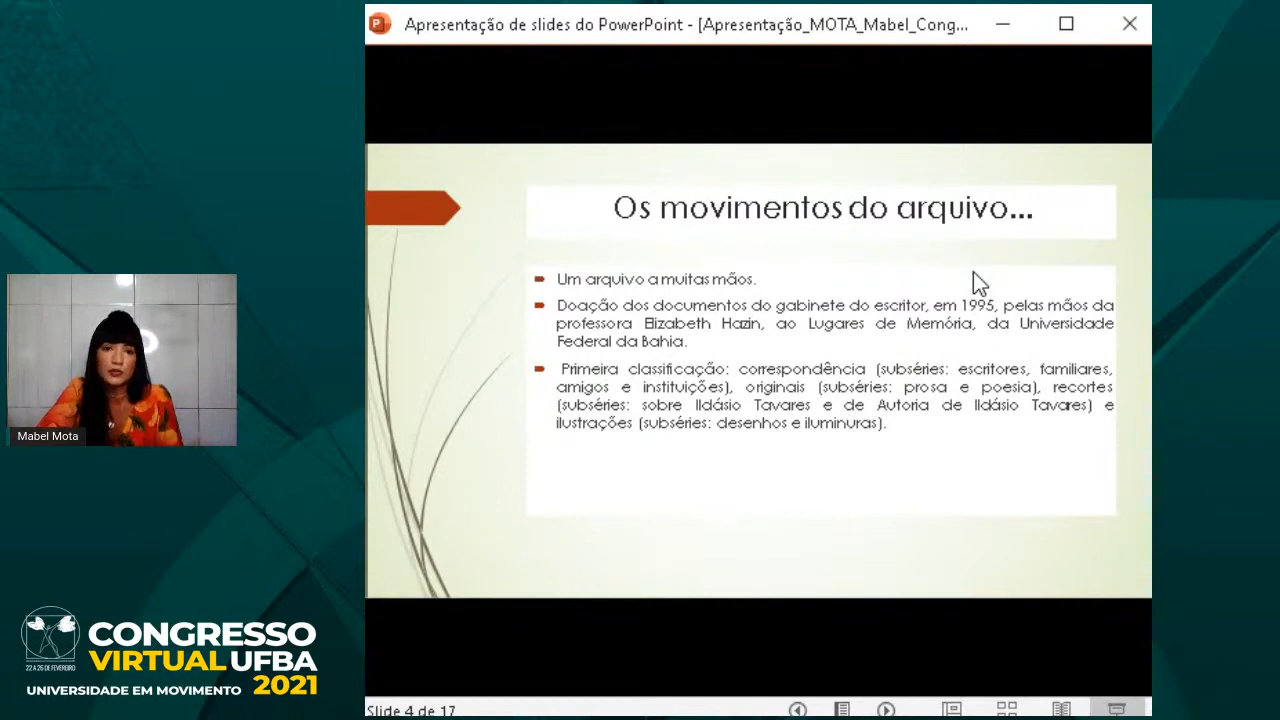 Apresentação de slides do PowerPoint - [Apresentação_MOTA_Mabel_Cong...
Os movimentos do arquivo...
Um arquivo a muitas mãos.
Doação dos documentos do gabinete do escritor, em 1995, pelas mãos da
professora Elizabeth Hazin, ao Lugares de Memória, da Universidade
Federal da Bahia.
Primeira classificação: correspondência (subséries: escritores, familiares,
amigos e instituições), originais (subséries: prosa e poesia), recortes
(subséries: sobre Ildásio Tavares e de Autoria de Ildásio Tavares) e
ilustrações (subséries: desenhos e iluminuras).
Mabel Mota
22 A 26 DE FEVEREIRO
CONGRESSO
VIRTUAL UFBA
UNIVERSIDADE EM MOVIMENTO 2021
Slide 4 de 17